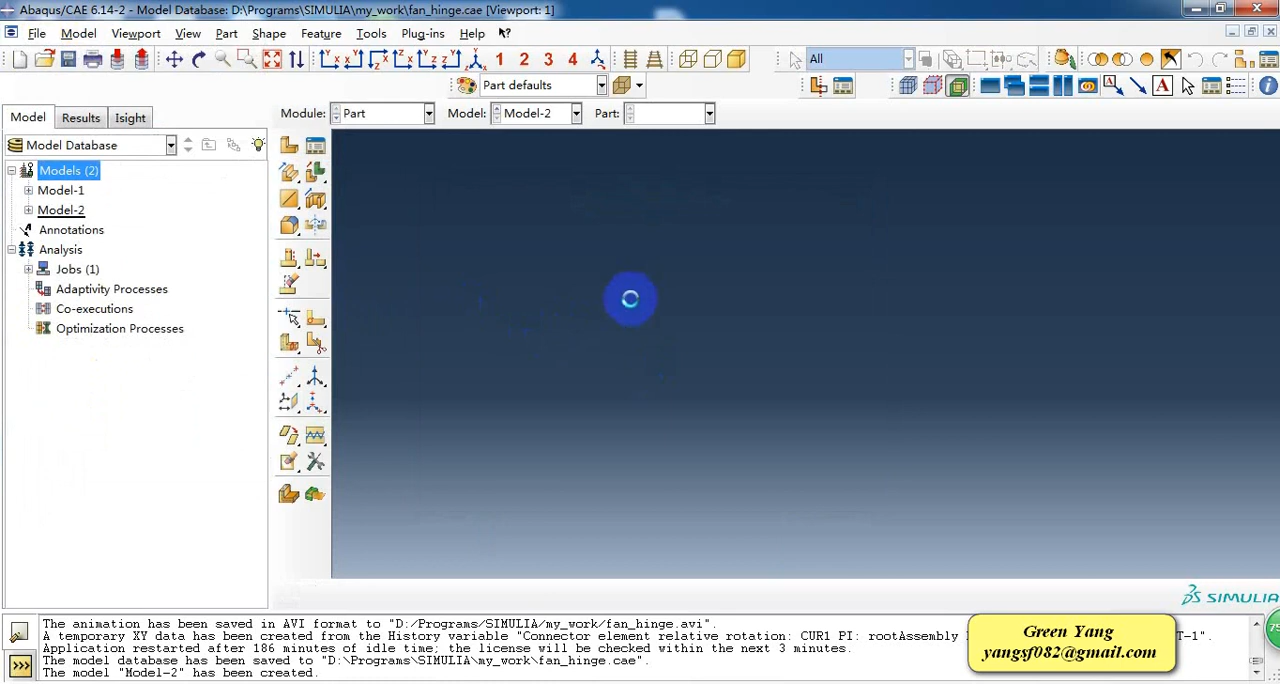 Abaqus/CAE 6.14-2 - Model Database: D:\Programs\SIMULIA\my_work\fan_hinge.cae [Viewport: 1]
File Model Viewport View Part Shape Feature Tools Plug-ins Help
1 2 3 4
All
Part defaults
Model Results Isight
Module: Part Model: Model-2 Part:
Model Database
Models (2)
Model-1
Model-2
Annotations
Analysis
Jobs (1)
Adaptivity Processes
Co-executions
Optimization Processes
SIMULIA
The animation has been saved in AVI format to "D:/Programs/SIMULIA/my_work/fan_hinge.avi".
A temporary XY data has been created from the History variable "Connector element relative rotation: CUR1 PI: rootAssembly
T-1".
Application restarted after 186 minutes of idle time; the license will be checked within the next 3 minutes.
The model database has been saved to "D:\Programs\SIMULIA\my_work\fan_hinge.cae".
The model "Model-2" has been created.
Green Yang
yangsf082@gmail.com